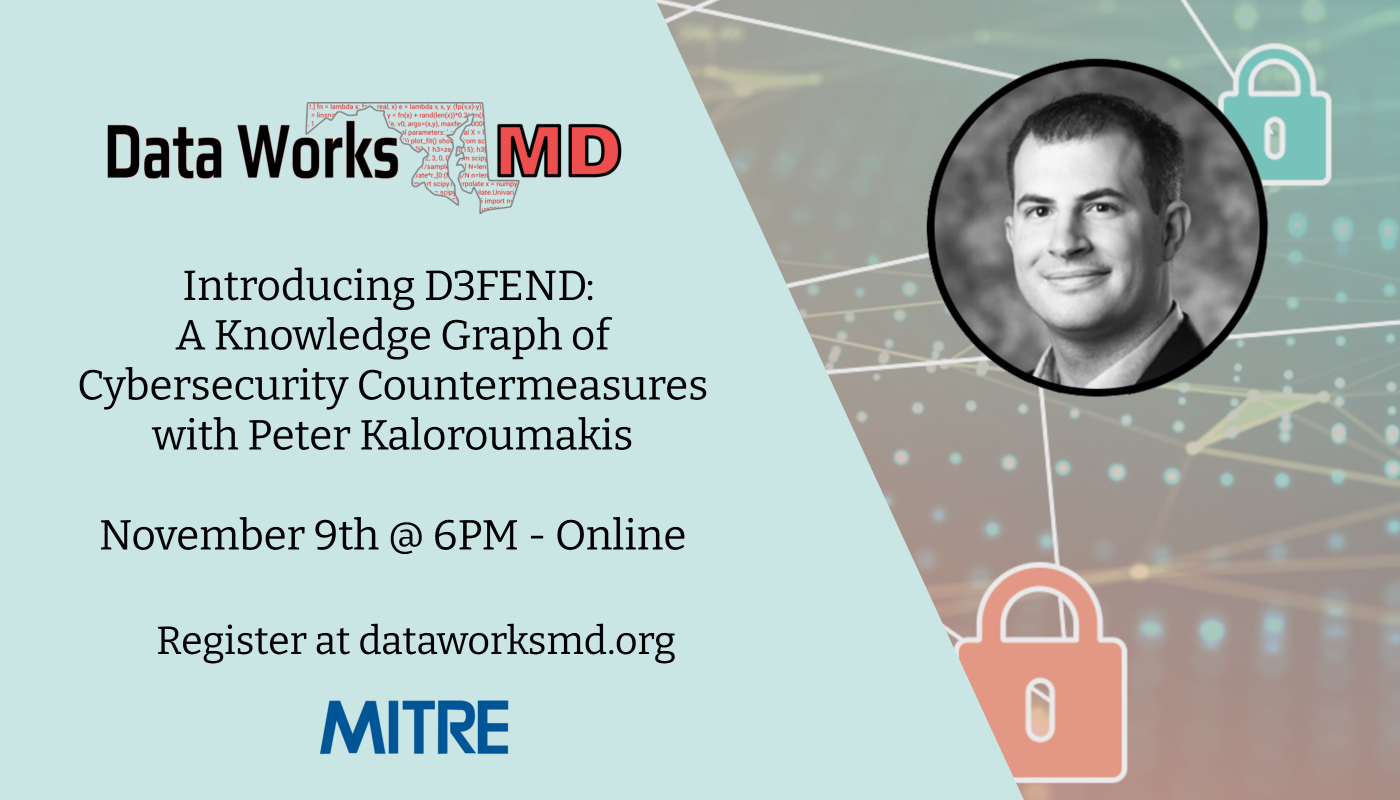 Data Works MD
Introducing D3FEND:
A Knowledge Graph of
Cybersecurity Countermeasures
with Peter Kaloroumakis
November 9th @ 6PM - Online
Register at dataworksmd.org
MITRE